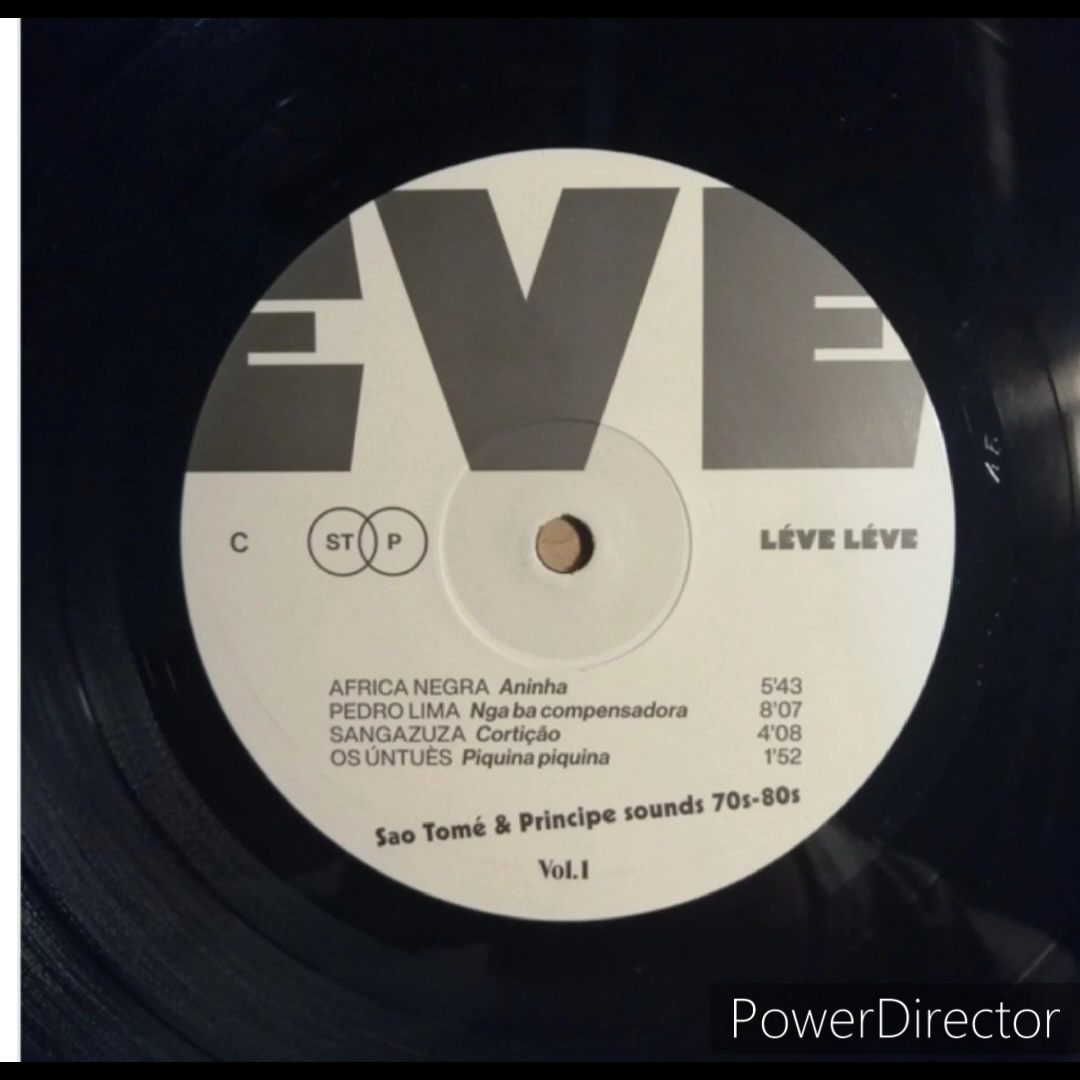 EVE
C ST P LÉVE LÉVE
AFRICA NEGRA Aninha 5'43
PEDRO LIMA Nga ba compensadora 8'07
SANGAZUZA Cortição 4'08
OS ÚNTUÈS Piquina piquina 1'52
Sao Tomé & Principe sounds 70s-80s
Vol.1
PowerDirector